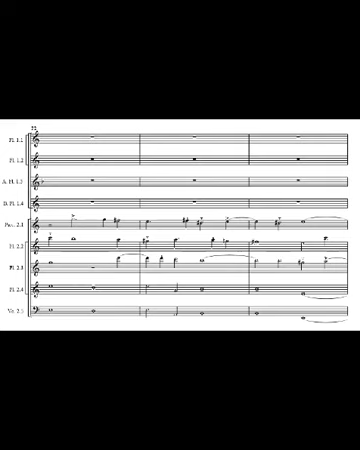 Fl. 1.1
Fl. 1.2
A. Fl. 1.3
B. Fl. 1.4
Picc. 2.1
Fl. 2.2
Fl. 2.3
Fl. 2.4
Vc. 2.5